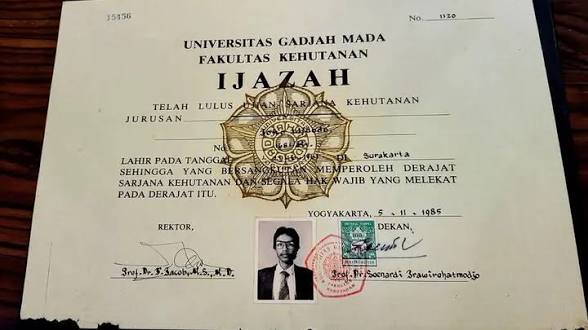 15456
No. 1120
UNIVERSITAS GADJAH MADA
FAKULTAS KEHUTANAN
IJAZAH
TELAH LULUS UJIAN SARJANA KEHUTANAN
JURUSAN
No
LAHIR PADA TANGGAL DI Surakarta
SEHINGGA YANG BERSANGKUTAN MEMPEROLEH DERAJAT
SARJANA KEHUTANAN DAN SEGALA HAK WAJIB YANG MELEKAT
PADA DERAJAT ITU.
YOGYAKARTA, 5 - 11 - 1985
REKTOR,
DEKAN,
Prof. Dr. T. Jacob, M.S., M.D.
Prof. Dr. Soenardi Prawirohatmodjo